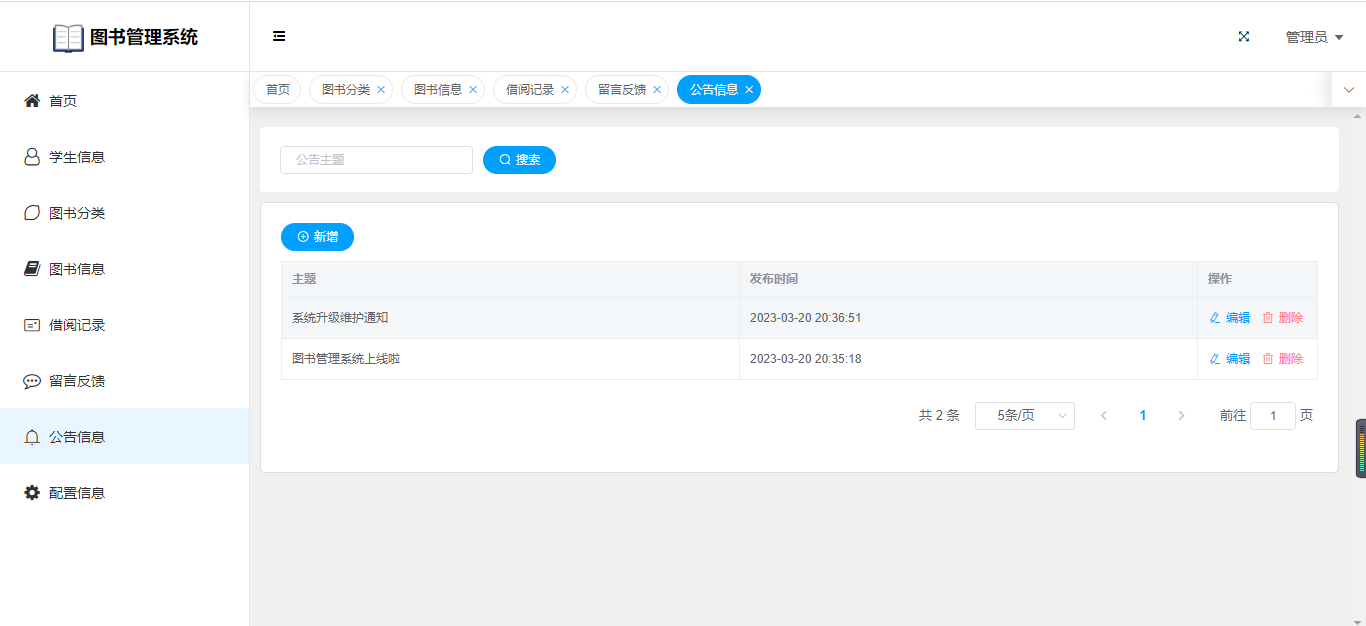 图书管理系统
管理员
首页
学生信息
图书分类
图书信息
借阅记录
留言反馈
公告信息
配置信息
首页 图书分类 图书信息 借阅记录 留言反馈 公告信息
公告主题 搜索
新增
主题 发布时间 操作
系统升级维护通知 2023-03-20 20:36:51 编辑 删除
图书管理系统上线啦 2023-03-20 20:35:18 编辑 删除
共 2 条 5条/页 1 前往 1 页